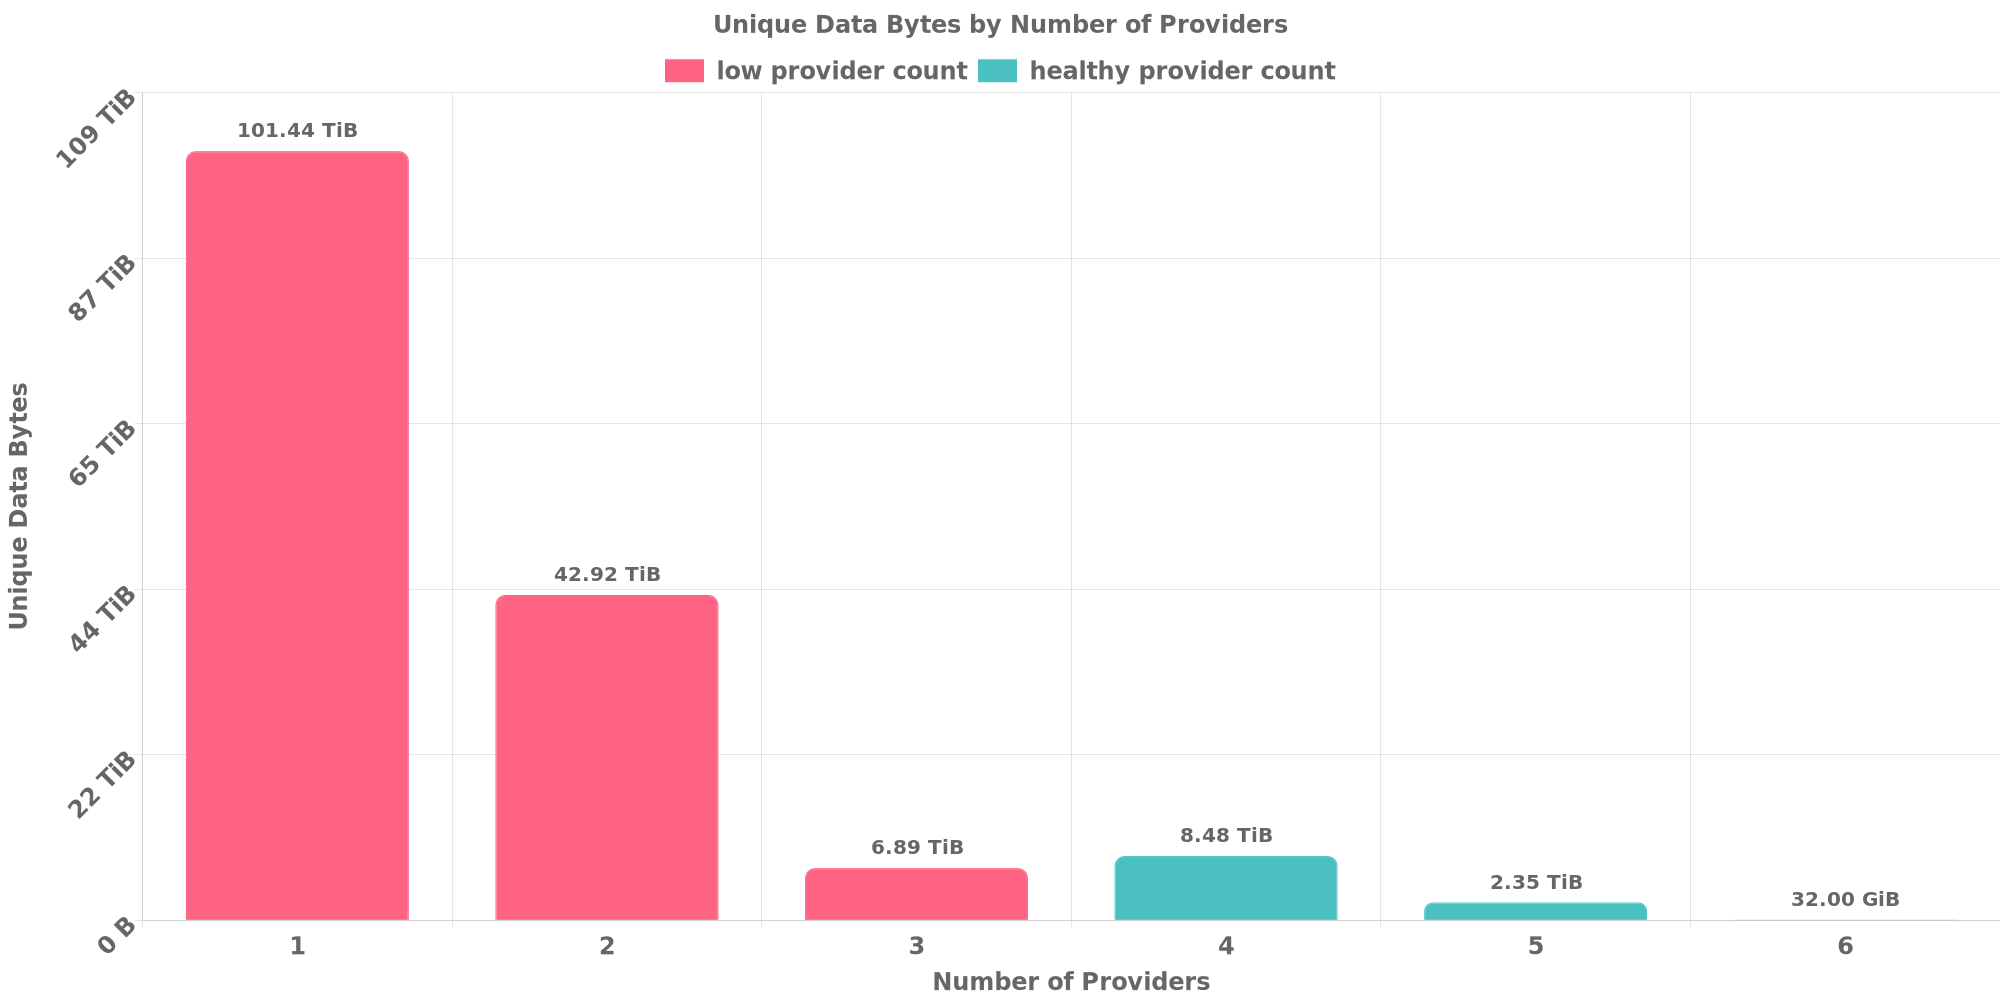 Unique Data Bytes by Number of Providers
low provider count healthy provider count
109 TiB
87 TiB
65 TiB
44 TiB
22 TiB
0 B
Unique Data Bytes
101.44 TiB
42.92 TiB
6.89 TiB
8.48 TiB
2.35 TiB
32.00 GiB
1 2 3 4 5 6
Number of Providers